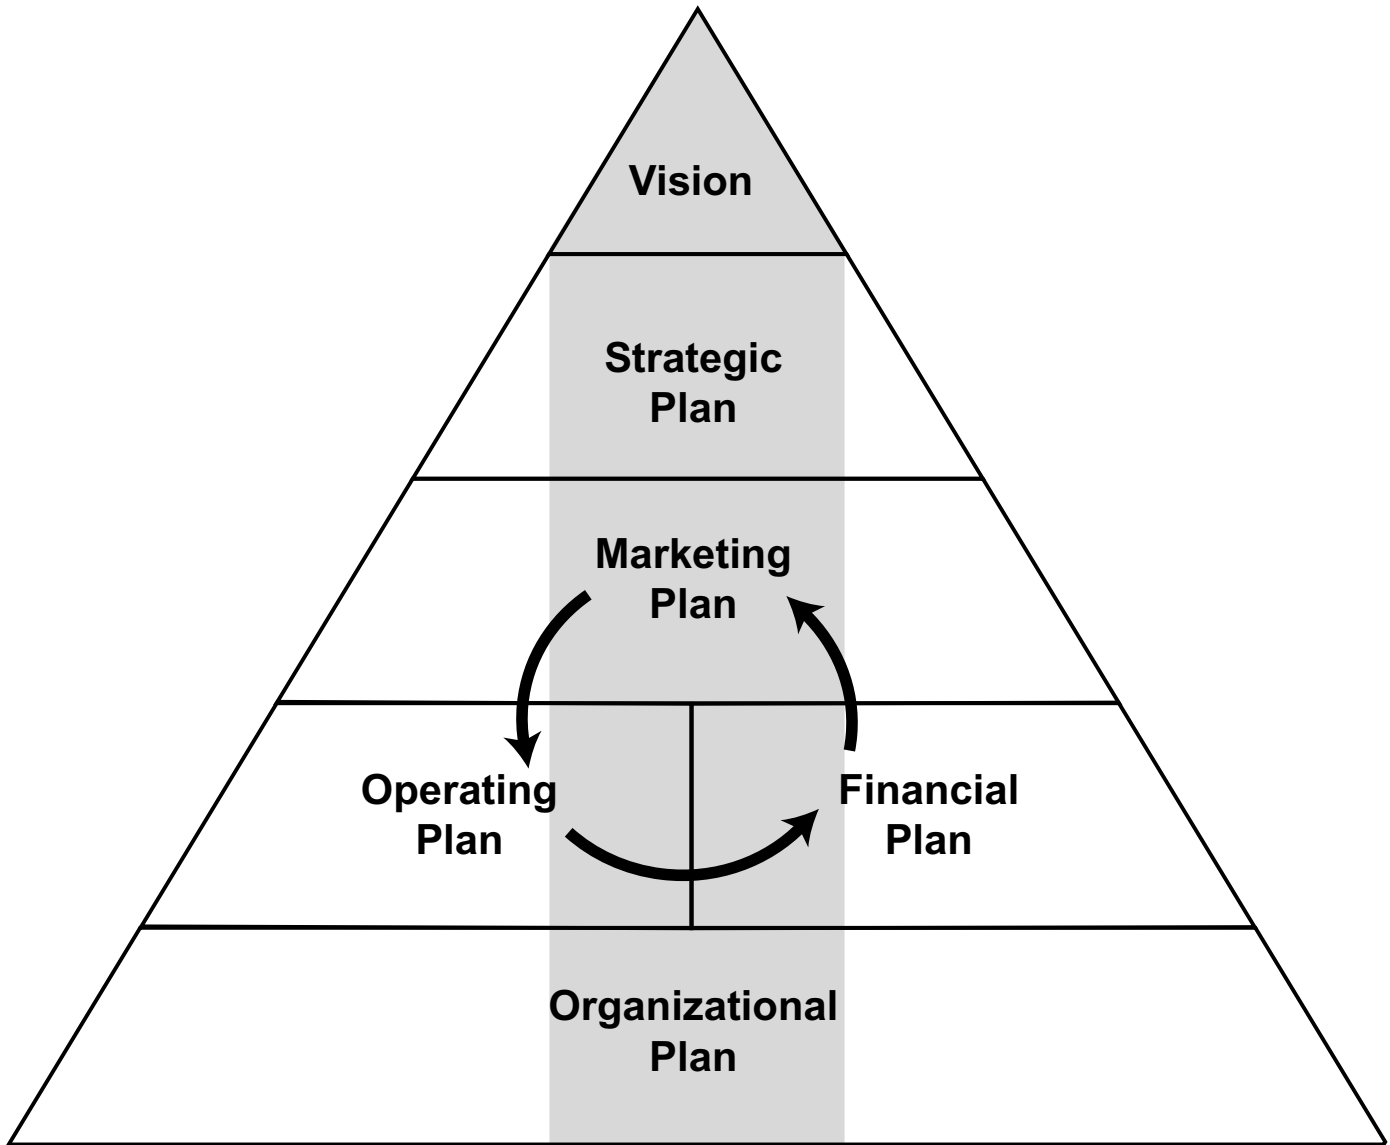 Vision
Strategic
Plan
Marketing
Plan
Operating
Plan
Financial
Plan
Organizational
Plan